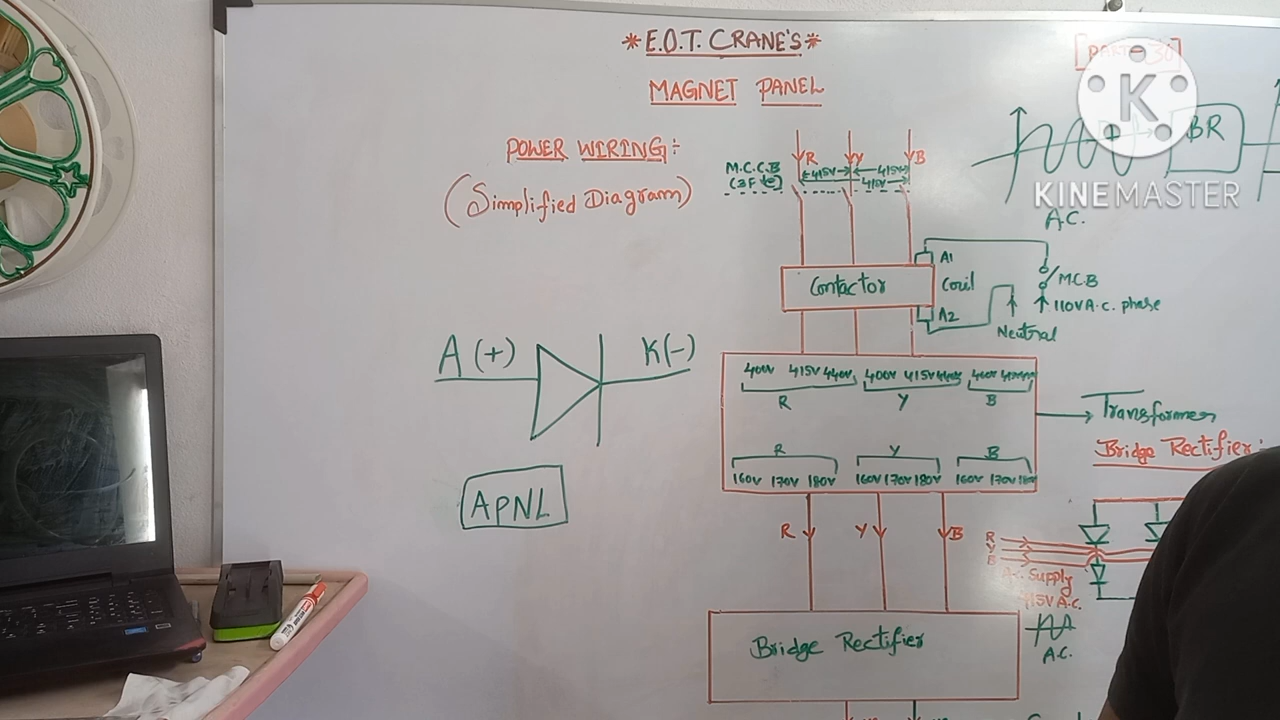 *E.O.T. CRANE'S*
MAGNET PANEL
POWER WIRING:-
(Simplified Diagram)
M.C.C.B
R
Y
B
415V
415V
415V
BR
K
KINEMASTER
A.C.
Contactor
A1
Coil
A2
M.C.B
110V A.C. phase
Neutral
A (+)
K(-)
APNL
400V 415V 440V
400V 415V
R
Y
B
Transformer
R
Y
B
160V 170V 180V
160V 170V 180V
160V 170V 180V
Bridge Rectifier:
R
Y
B
R
Y
B
A.C. Supply
415V A.C.
A.C.
Bridge Rectifier